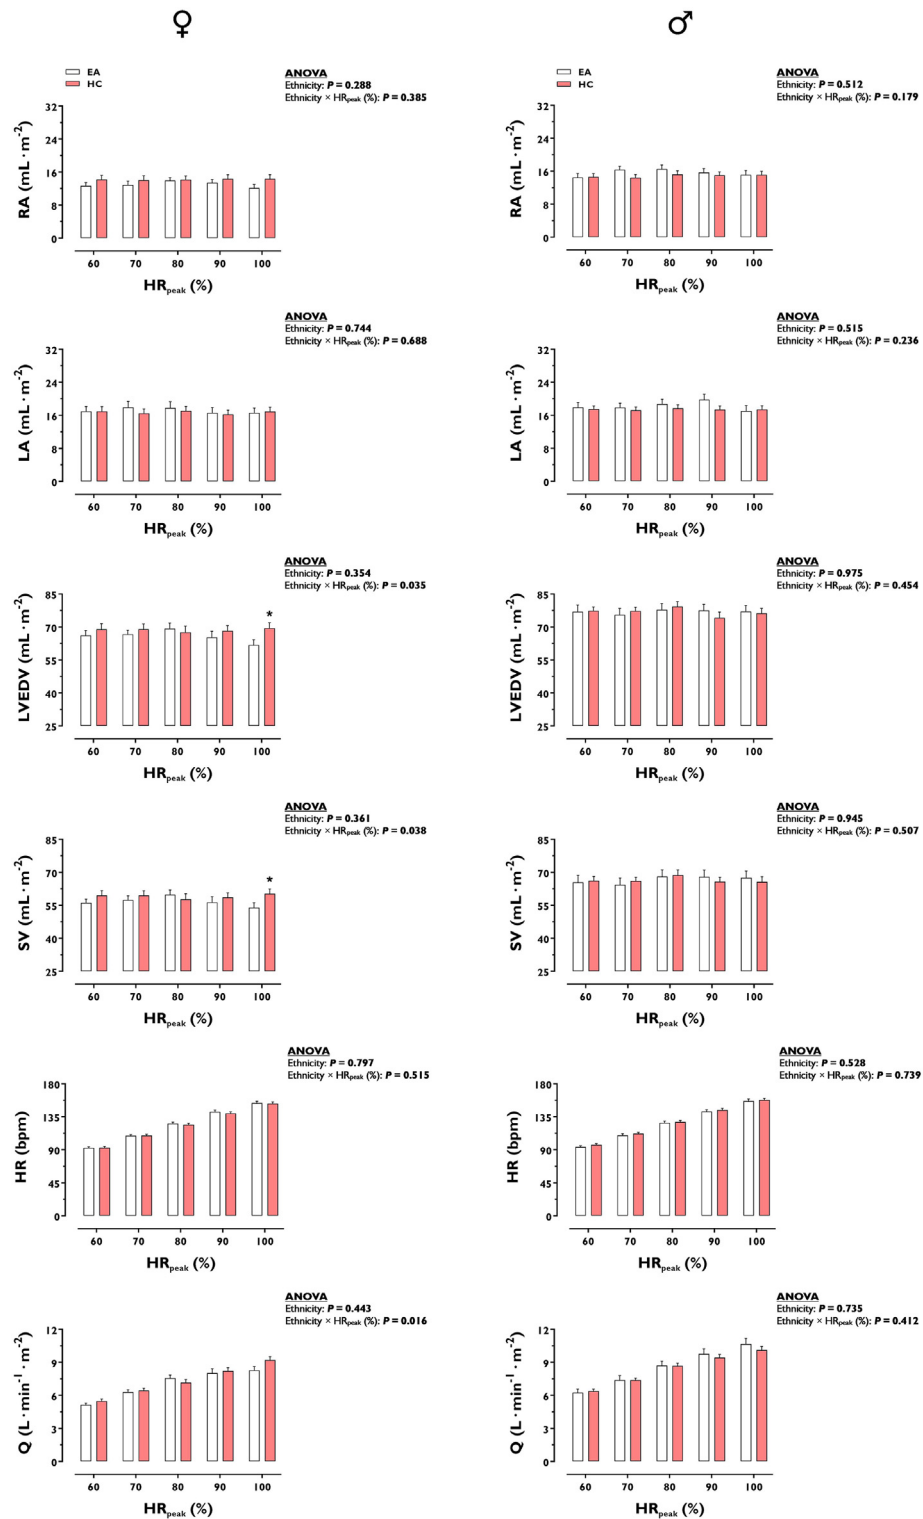 ♀ ♂
EA
HC
ANOVA
Ethnicity: P = 0.288
Ethnicity × HRpeak (%): P = 0.385
RA (mL·m-2)
32
24
16
8
0
60 70 80 90 100
HRpeak (%)
EA
HC
ANOVA
Ethnicity: P = 0.512
Ethnicity × HRpeak (%): P = 0.179
RA (mL·m-2)
32
24
16
8
0
60 70 80 90 100
HRpeak (%)
ANOVA
Ethnicity: P = 0.744
Ethnicity × HRpeak (%): P = 0.688
LA (mL·m-2)
32
24
16
8
0
60 70 80 90 100
HRpeak (%)
ANOVA
Ethnicity: P = 0.515
Ethnicity × HRpeak (%): P = 0.236
LA (mL·m-2)
32
24
16
8
0
60 70 80 90 100
HRpeak (%)
ANOVA
Ethnicity: P = 0.354
Ethnicity × HRpeak (%): P = 0.035
LVEDV (mL·m-2)
85
70
55
40
25
*
60 70 80 90 100
HRpeak (%)
ANOVA
Ethnicity: P = 0.975
Ethnicity × HRpeak (%): P = 0.454
LVEDV (mL·m-2)
85
70
55
40
25
60 70 80 90 100
HRpeak (%)
ANOVA
Ethnicity: P = 0.361
Ethnicity × HRpeak (%): P = 0.038
SV (mL·m-2)
85
70
55
40
25
*
60 70 80 90 100
HRpeak (%)
ANOVA
Ethnicity: P = 0.945
Ethnicity × HRpeak (%): P = 0.507
SV (mL·m-2)
85
70
55
40
25
60 70 80 90 100
HRpeak (%)
ANOVA
Ethnicity: P = 0.797
Ethnicity × HRpeak (%): P = 0.515
HR (bpm)
180
135
90
45
0
60 70 80 90 100
HRpeak (%)
ANOVA
Ethnicity: P = 0.528
Ethnicity × HRpeak (%): P = 0.739
HR (bpm)
180
135
90
45
0
60 70 80 90 100
HRpeak (%)
ANOVA
Ethnicity: P = 0.443
Ethnicity × HRpeak (%): P = 0.016
Q (L·min-1·m-2)
12
9
6
3
0
60 70 80 90 100
HRpeak (%)
ANOVA
Ethnicity: P = 0.735
Ethnicity × HRpeak (%): P = 0.412
Q (L·min-1·m-2)
12
9
6
3
0
60 70 80 90 100
HRpeak (%)